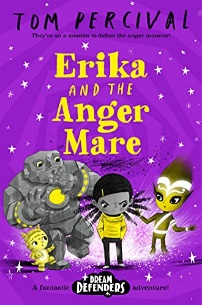 TOM PERCIVAL
They're on a mission to defeat the anger monster!
Erika
AND THE
Anger
Mare
A fantastic DREAM DEFENDERS adventure!